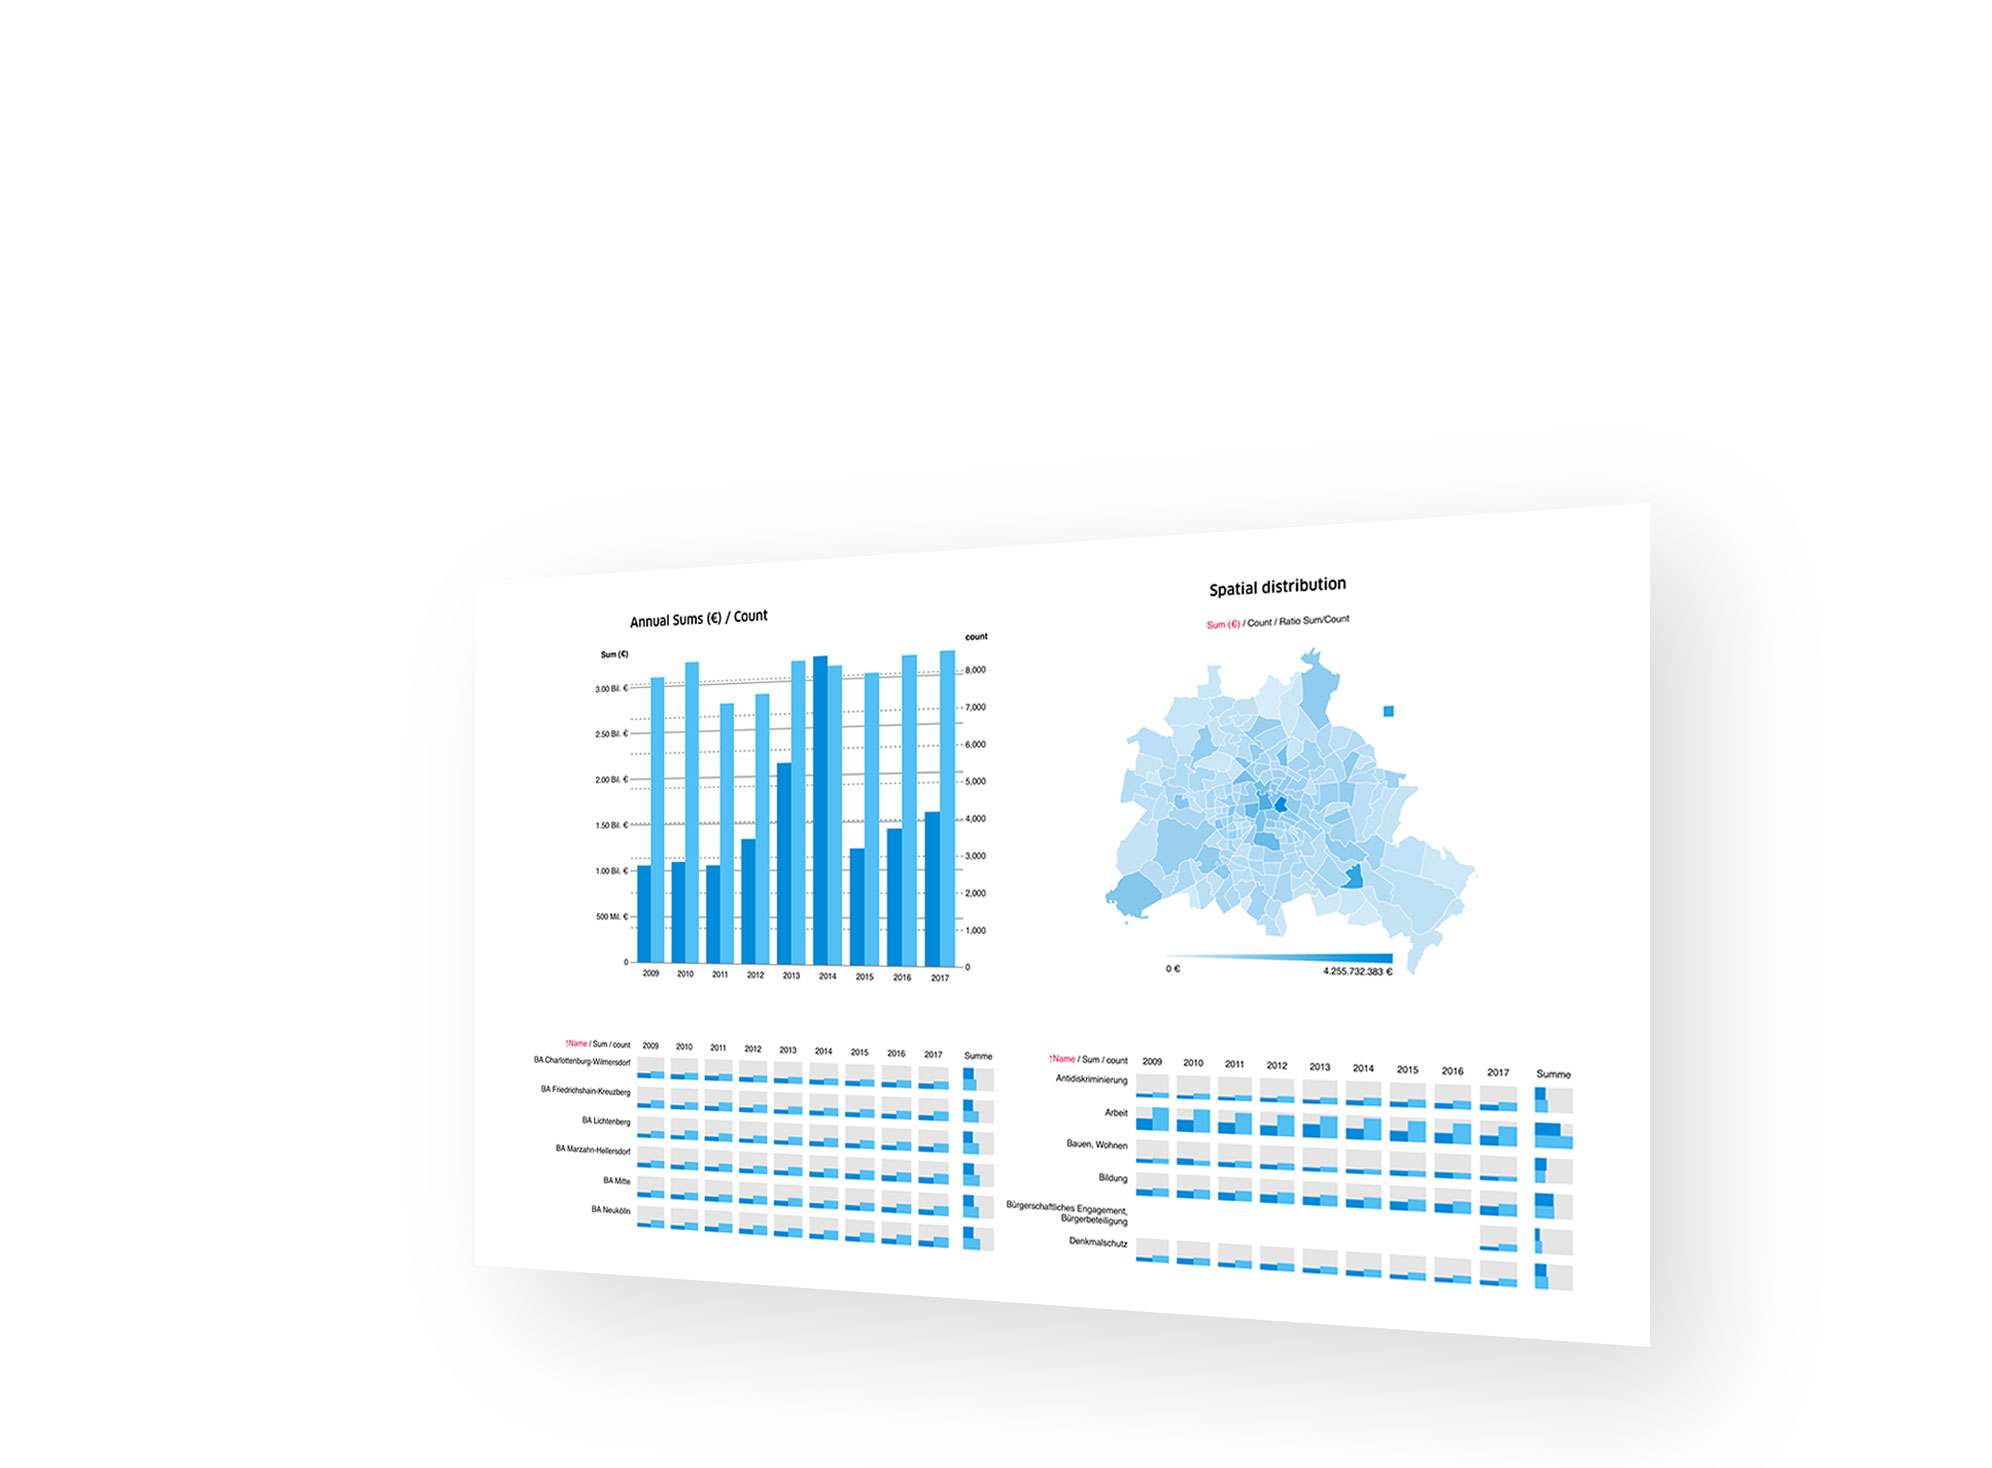 Annual Sums (€) / Count
Sum (€)
count
3.00 Bil. €
2.50 Bil. €
2.00 Bil. €
1.50 Bil. €
1.00 Bil. €
500 Mil. €
0
8,000
7,000
6,000
5,000
4,000
3,000
2,000
1,000
0
2009 2010 2011 2012 2013 2014 2015 2016 2017
Spatial distribution
Sum (€) / Count / Ratio Sum/Count
0 € 4.255.732.383 €
↑Name / Sum / count 2009 2010 2011 2012 2013 2014 2015 2016 2017 Summe
BA Charlottenburg-Wilmersdorf
BA Friedrichshain-Kreuzberg
BA Lichtenberg
BA Marzahn-Hellersdorf
BA Mitte
BA Neukölln
↑Name / Sum / count 2009 2010 2011 2012 2013 2014 2015 2016 2017 Summe
Antidiskriminierung
Arbeit
Bauen, Wohnen
Bildung
Bürgerschaftliches Engagement,
Bürgerbeteiligung
Denkmalschutz